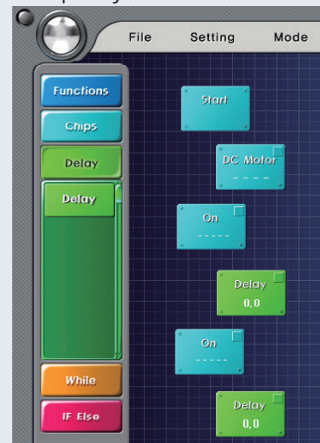 File Setting Mode
Functions
Chips
Delay
Delay
While
IF Else
Start
DC Motor
- - - -
On
- - - - -
Delay
0,0
On
- - - - -
Delay
0,0